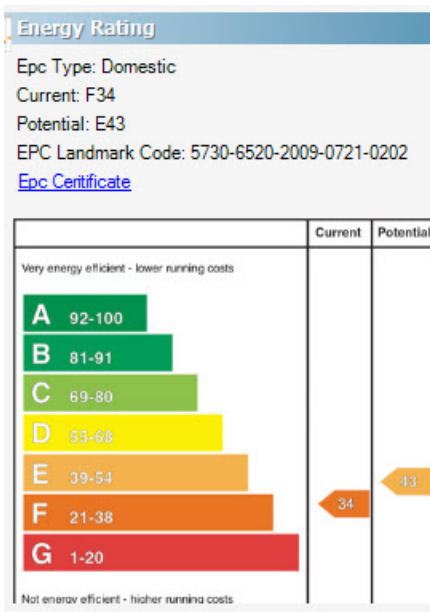 Energy Rating
Epc Type: Domestic
Current: F34
Potential: E43
EPC Landmark Code: 5730-6520-2009-0721-0202
Epc Ceritificate
Current Potential
Very energy efficient - lower running costs
A 92-100
B 81-91
C 69-80
D 55-68
E 39-54
43
F 21-38
34
G 1-20
Not energy efficient - higher running costs